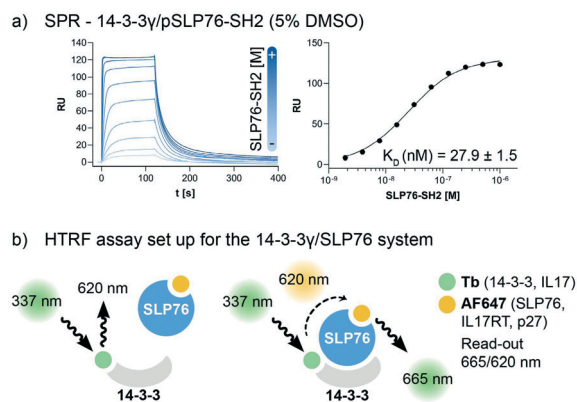 a) SPR - 14-3-3γ/pSLP76-SH2 (5% DMSO)
140
120
100
80
60
40
20
0
RU
0
100
200
300
400
t [s]
SLP76-SH2 [M]
+
-
150
100
50
0
RU
K_D (nM) = 27.9 ± 1.5
10⁻⁹
10⁻⁸
10⁻⁷
10⁻⁶
SLP76-SH2 [M]
b) HTRF assay set up for the 14-3-3γ/SLP76 system
337 nm
620 nm
SLP76
14-3-3
337 nm
620 nm
SLP76
14-3-3
665 nm
Tb (14-3-3, IL17)
AF647 (SLP76,
IL17RT, p27)
Read-out
665/620 nm